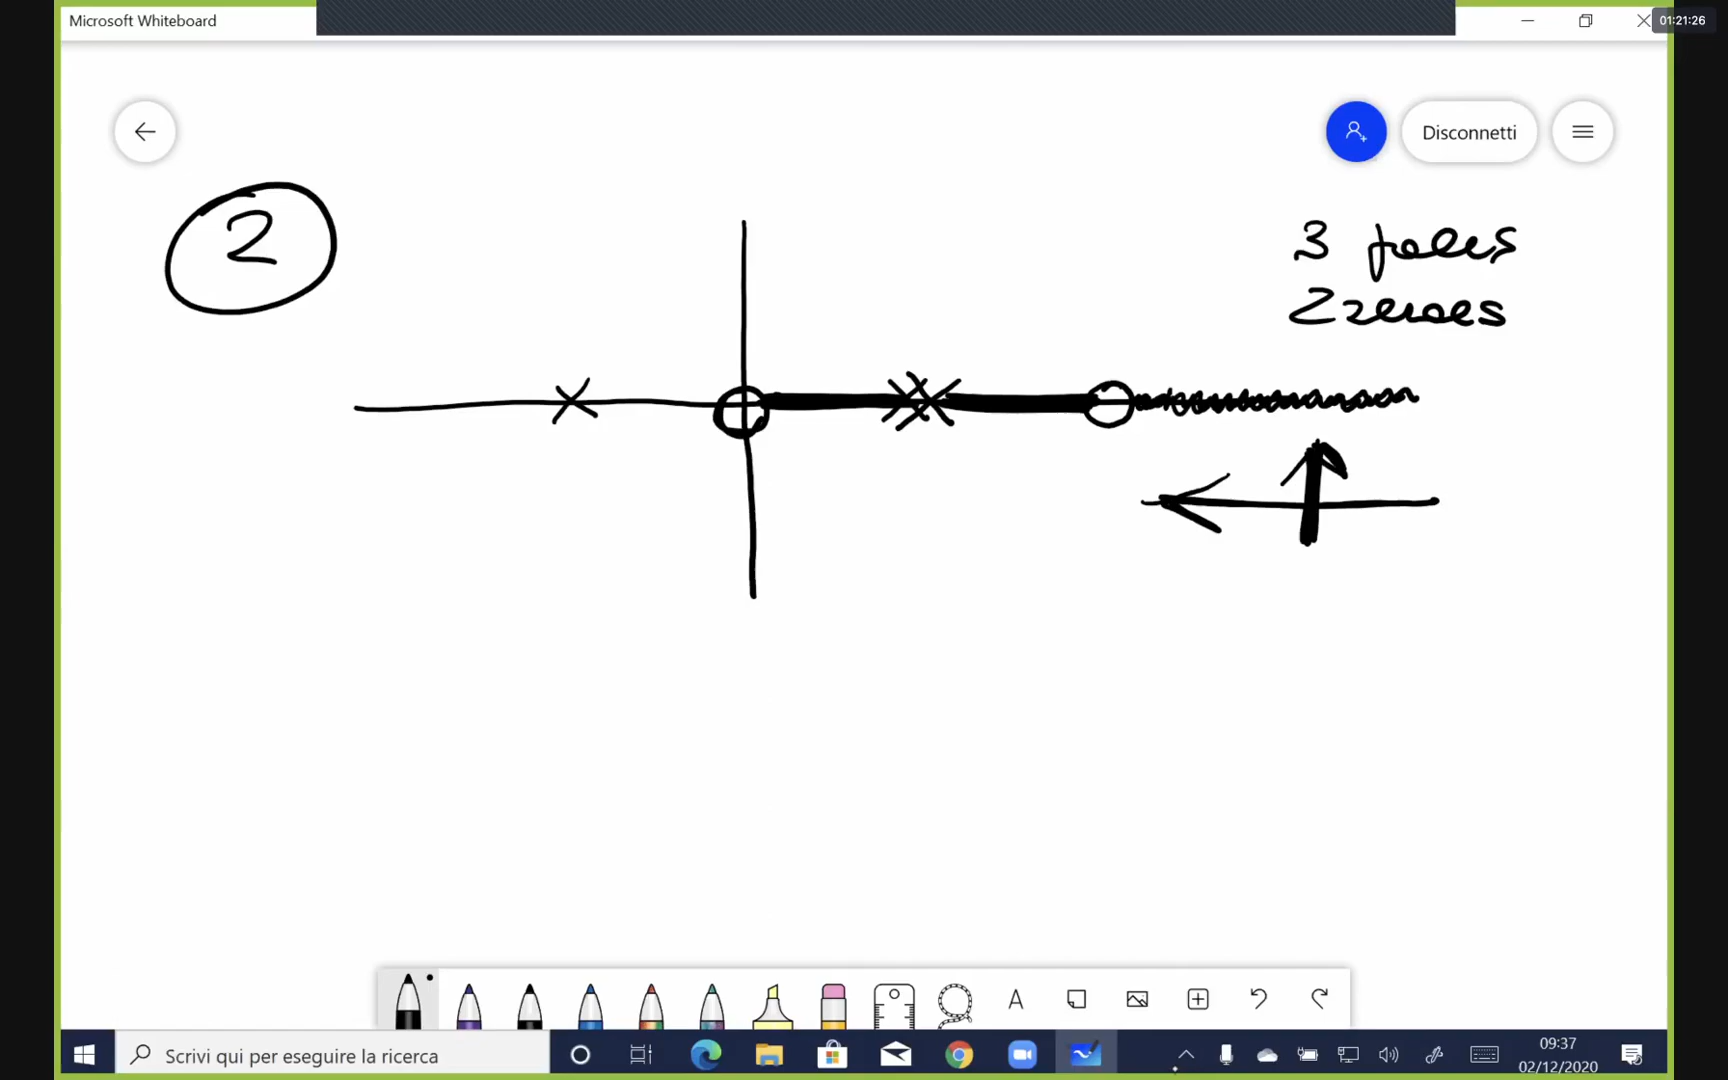 Microsoft Whiteboard
01:21:26
Disconnetti
2
3 poles
2 zeroes
A
Scrivi qui per eseguire la ricerca
09:37
02/12/2020